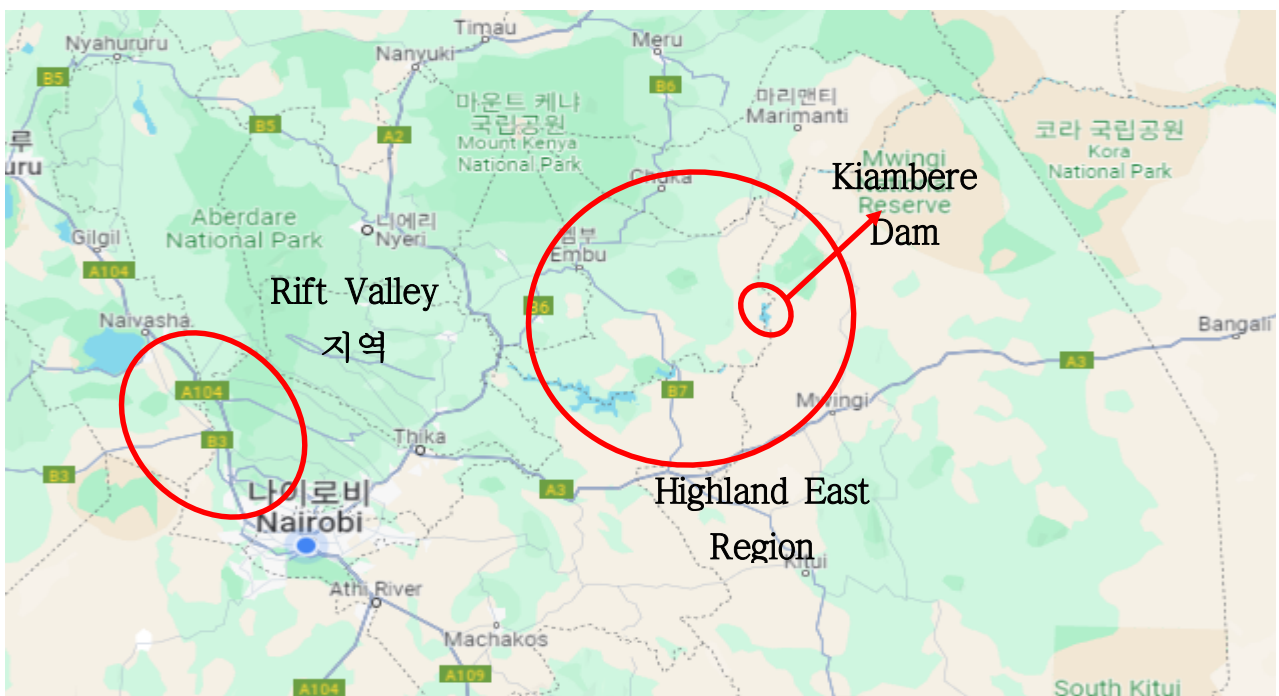 Timau
Nyahururu
Meru
Nanyuki
B5
B6
마운트 케냐
국립공원
Mount Kenya
National Park
마리맨티
Marimanti
코라 국립공원
Kora
National Park
루
uru
B5
A2
Mwingi
National
Reserve
Kiambere
Dam
Chuka
Aberdare
National Park
니에리
Nyeri
엠부
Embu
Gilgil
A104
Rift Valley
지역
B6
Naivasha
Bangali
A3
A104
B7
Mwingi
B3
Thika
B3
A3
나이로비
Nairobi
Highland East
Region
Kitui
Athi River
Machakos
A109
A104
South Kitui